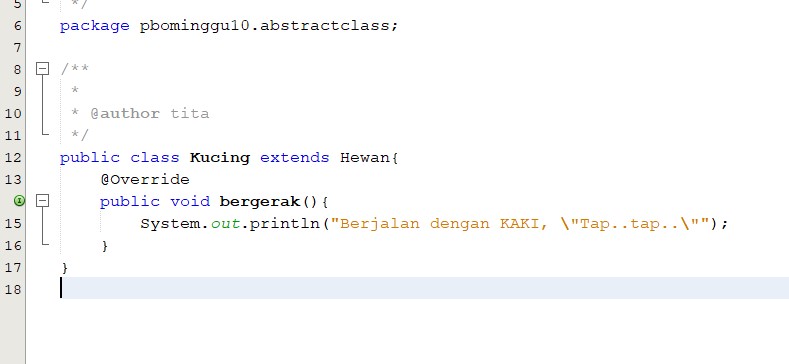 5 */
6 package pbominggu10.abstractclass;
7
8 /**
9 *
10 * @author tita
11 */
12 public class Kucing extends Hewan{
13 @Override
public void bergerak(){
15 System.out.println("Berjalan dengan KAKI, \"Tap..tap..\"");
16 }
17 }
18